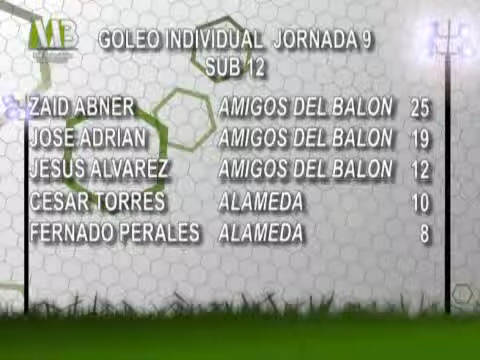 MB
GOLEO INDIVIDUAL JORNADA 9
SUB 12
ZAID ABNER AMIGOS DEL BALON 25
JOSE ADRIAN AMIGOS DEL BALON 19
JESUS ALVAREZ AMIGOS DEL BALON 12
CESAR TORRES ALAMEDA 10
FERNADO PERALES ALAMEDA 8